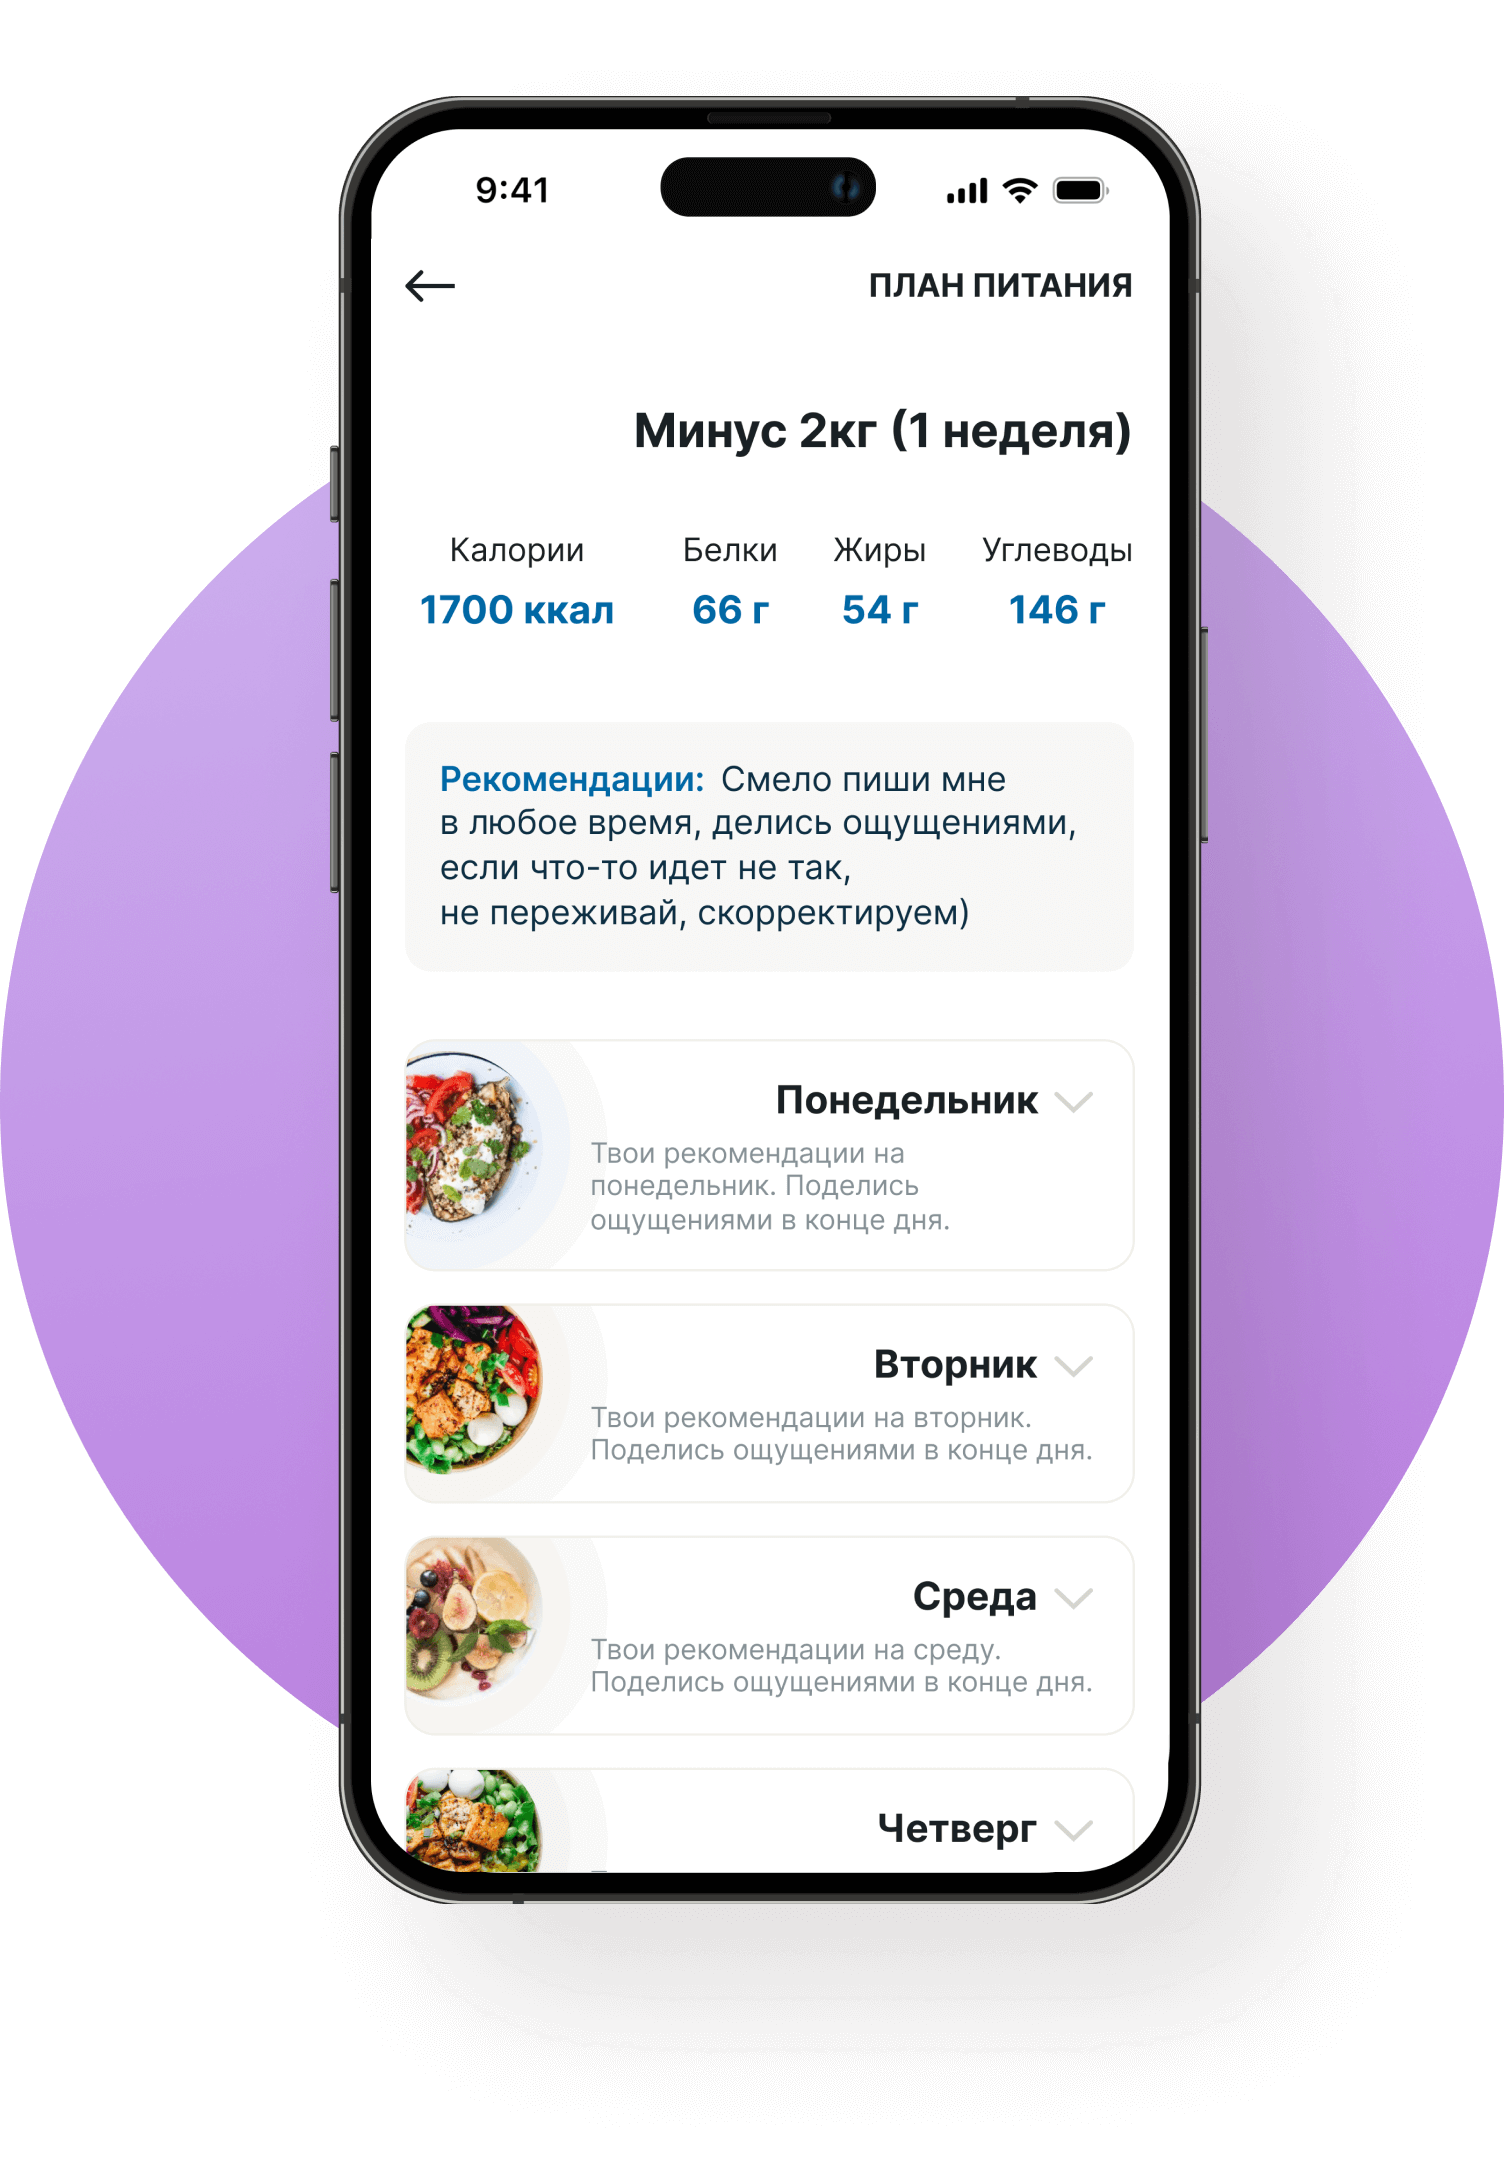 9:41
ПЛАН ПИТАНИЯ
Минус 2кг (1 неделя)
Калории Белки Жиры Углеводы
1700 ккал 66 г 54 г 146 г
Рекомендации: Смело пиши мне
в любое время, делись ощущениями,
если что-то идет не так,
не переживай, скорректируем)
Понедельник
Твои рекомендации на
понедельник. Поделись
ощущениями в конце дня.
Вторник
Твои рекомендации на вторник.
Поделись ощущениями в конце дня.
Среда
Твои рекомендации на среду.
Поделись ощущениями в конце дня.
Четверг